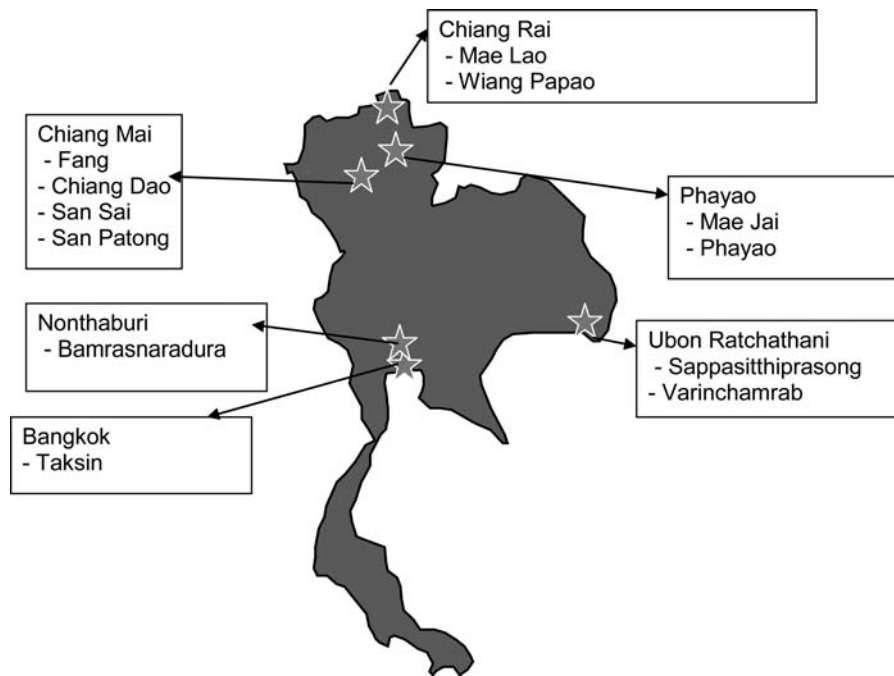 Chiang Rai
- Mae Lao
- Wiang Papao
Chiang Mai
- Fang
- Chiang Dao
- San Sai
- San Patong
Phayao
- Mae Jai
- Phayao
Nonthaburi
- Bamrasnaradura
Ubon Ratchathani
- Sappasitthiprasong
- Varinchamrab
Bangkok
- Taksin